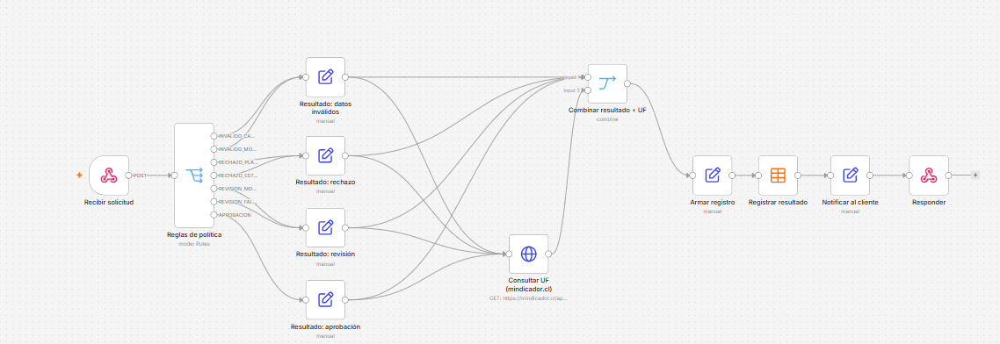 Recibir solicitud
POST
Reglas de política
mode: Rules
INVALIDO_CA...
INVALIDO_MO...
RECHAZO_PLA...
RECHAZO_EST...
REVISION_MO...
REVISION_FAL...
APROBACION
Resultado: datos
inválidos
manual
Resultado: rechazo
manual
Resultado: revisión
manual
Resultado: aprobación
manual
Consultar UF
(mindicador.cl)
GET: https://mindicador.cl/ap...
Input 1
Input 2
Combinar resultado + UF
combine
Armar registro
manual
Registrar resultado
Notificar al cliente
manual
Responder
+